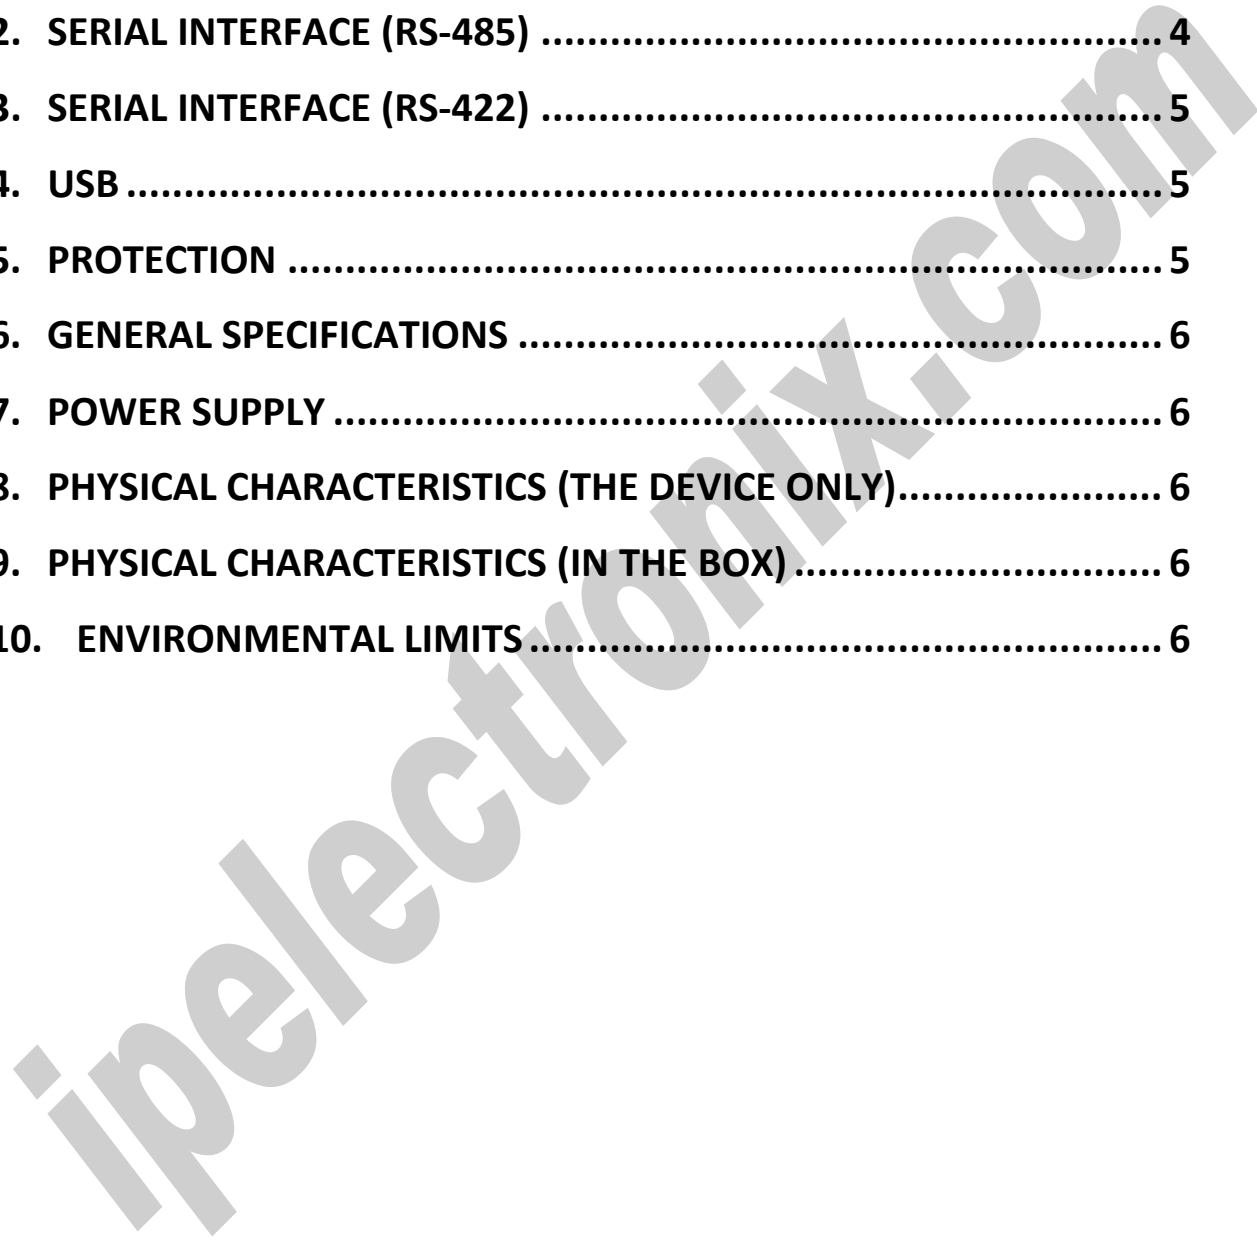 2. SERIAL INTERFACE (RS-485) ........................................................ 4
3. SERIAL INTERFACE (RS-422) ........................................................ 5
4. USB ............................................................................................ 5
5. PROTECTION .............................................................................. 5
6. GENERAL SPECIFICATIONS ......................................................... 6
7. POWER SUPPLY .......................................................................... 6
8. PHYSICAL CHARACTERISTICS (THE DEVICE ONLY)....................... 6
9. PHYSICAL CHARACTERISTICS (IN THE BOX) ................................ 6
10. ENVIRONMENTAL LIMITS ........................................................ 6
ipelectronix.com